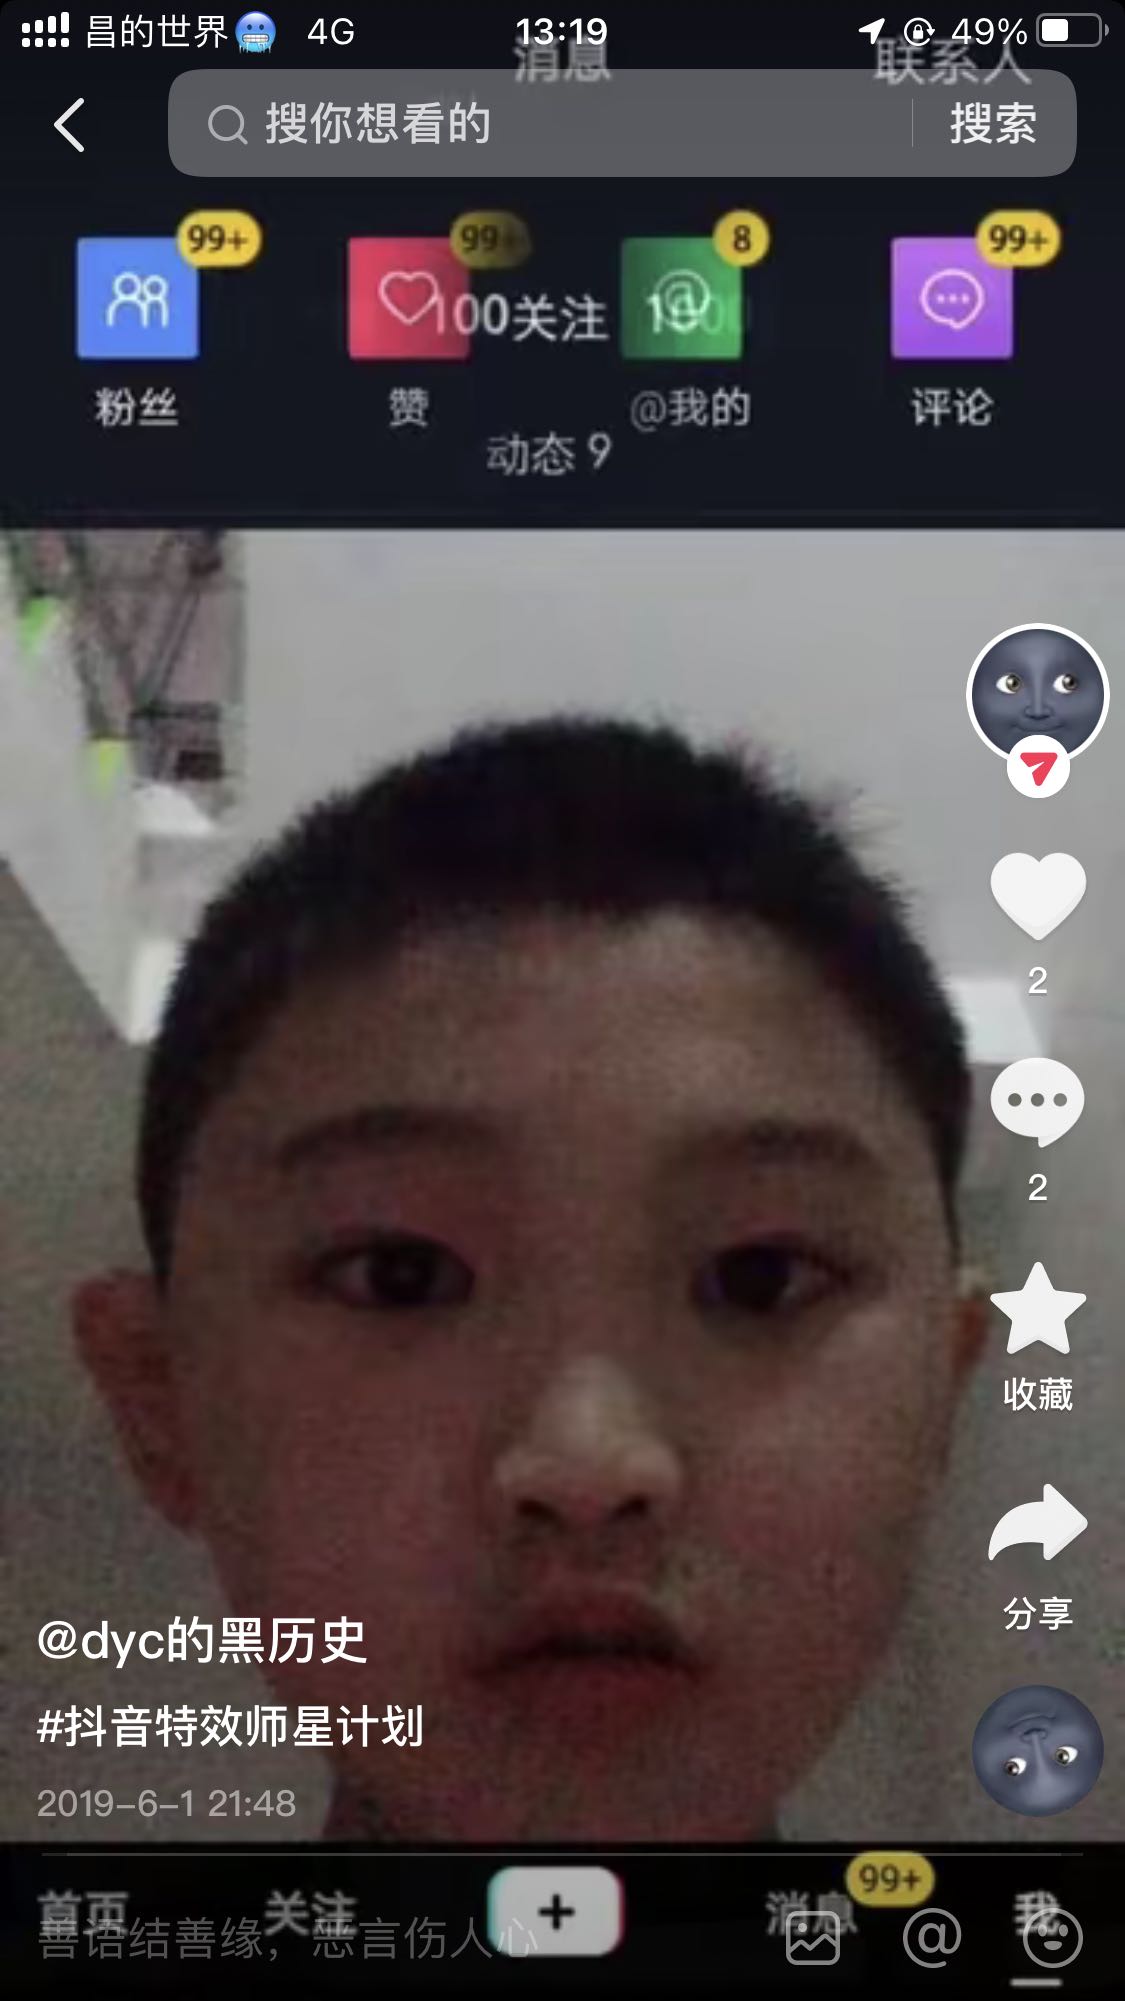 昌的世界🥶 4G 13:19 49%
消息 联系人
搜你想看的 搜索
99+ 99+ 8 99+
100关注
粉丝 赞 @我的 评论
动态 9
2
2
收藏
分享
@dyc的黑历史
#抖音特效师星计划
2019-6-1 21:48
99+
首页 关注 消息 我
善语结善缘，恶言伤人心